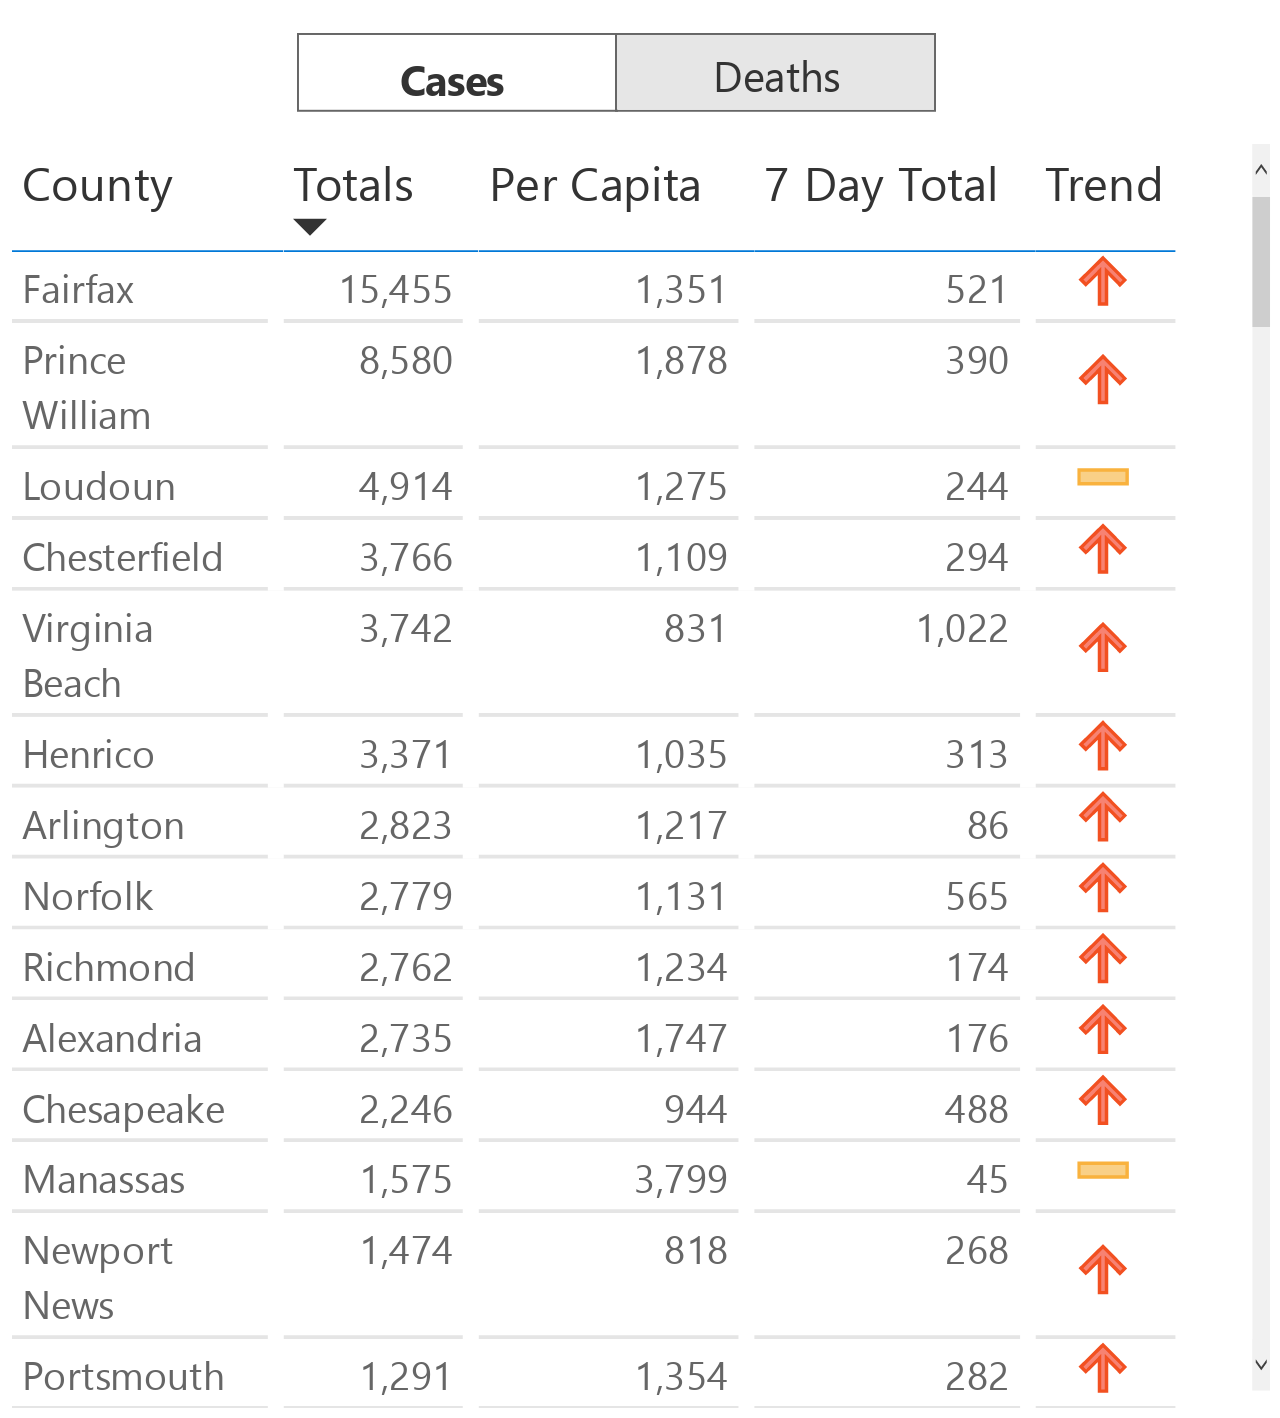 Cases Deaths
County Totals Per Capita 7 Day Total Trend
Fairfax 15,455 1,351 521
Prince 8,580 1,878 390
William
Loudoun 4,914 1,275 244
Chesterfield 3,766 1,109 294
Virginia 3,742 831 1,022
Beach
Henrico 3,371 1,035 313
Arlington 2,823 1,217 86
Norfolk 2,779 1,131 565
Richmond 2,762 1,234 174
Alexandria 2,735 1,747 176
Chesapeake 2,246 944 488
Manassas 1,575 3,799 45
Newport 1,474 818 268
News
Portsmouth 1,291 1,354 282